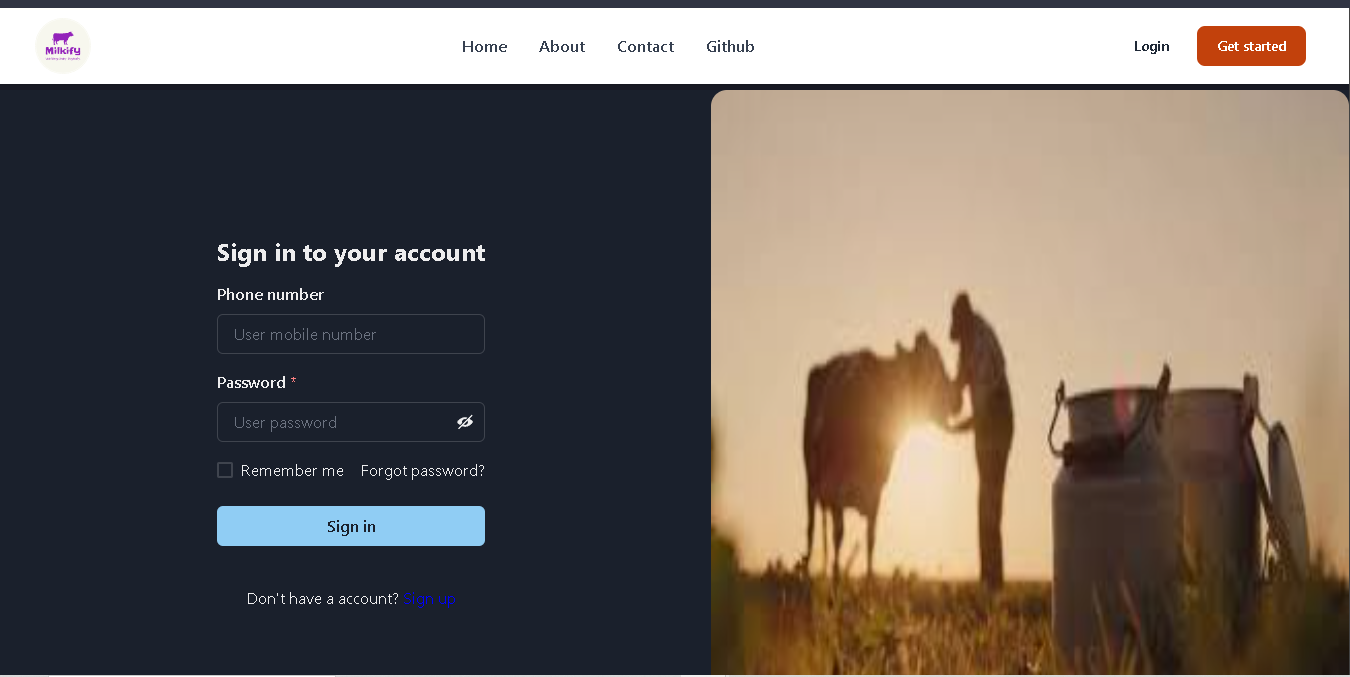 Milkify
Home About Contact Github
Login Get started
Sign in to your account
Phone number
User mobile number
Password *
User password
Remember me Forgot password?
Sign in
Don't have a account? Sign up